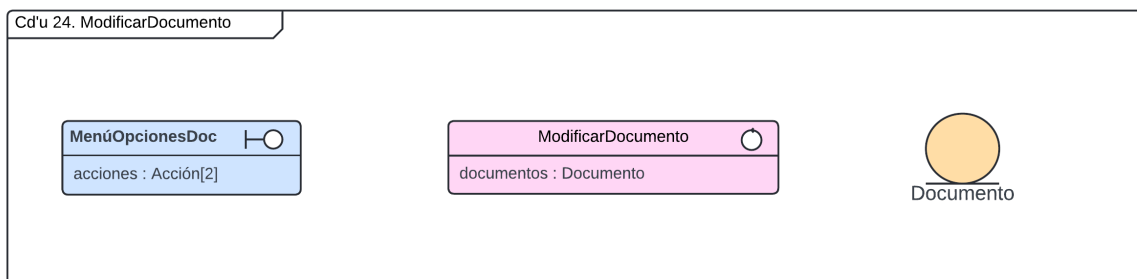 Cd'u 24. ModificarDocumento
MenúOpcionesDoc
acciones : Acción[2]
ModificarDocumento
documentos : Documento
Documento